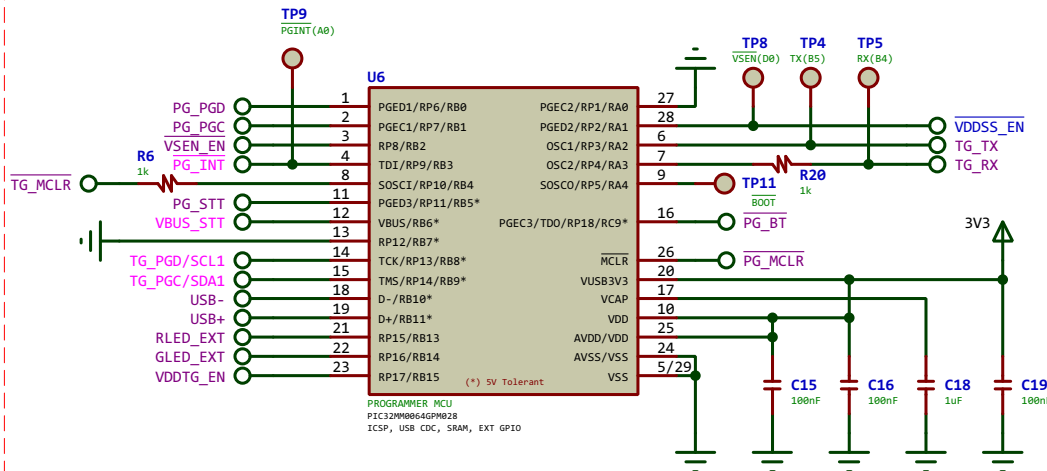 TP9
PGINT(A0)
TP8
VSEN(D0)
TP4
TX(B5)
TP5
RX(B4)
U6
PG_PGD 1 PGED1/RP6/RB0
PG_PGC 2 PGEC1/RP7/RB1
VSEN_EN 3 RP8/RB2
PG_INT 4 TDI/RP9/RB3
R6
1k
TG_MCLR 8 SOSCI/RP10/RB4
PG_STT 11 PGED3/RP11/RB5*
VBUS_STT 12 VBUS/RB6*
13 RP12/RB7*
TG_PGD/SCL1 14 TCK/RP13/RB8*
TG_PGC/SDA1 15 TMS/RP14/RB9*
USB- 18 D-/RB10*
USB+ 19 D+/RB11*
RLED_EXT 21 RP15/RB13
GLED_EXT 22 RP16/RB14
VDDTG_EN 23 RP17/RB15
PGEC2/RP1/RA0 27
PGED2/RP2/RA1 28 VDDSS_EN
OSC1/RP3/RA2 6 TG_TX
OSC2/RP4/RA3 7 TG_RX
R20
1k
SOSCO/RP5/RA4 9 TP11
BOOT
PGEC3/TDO/RP18/RC9* 16 PG_BT
MCLR 26 PG_MCLR
3V3
VUSB3V3 20
VCAP 17
VDD 10
AVDD/VDD 25
AVSS/VSS 24
VSS 5/29
(*) 5V Tolerant
PROGRAMMER MCU
PIC32MM0064GPM028
ICSP, USB CDC, SRAM, EXT GPIO
C15
100nF
C16
100nF
C18
1uF
C19
100n